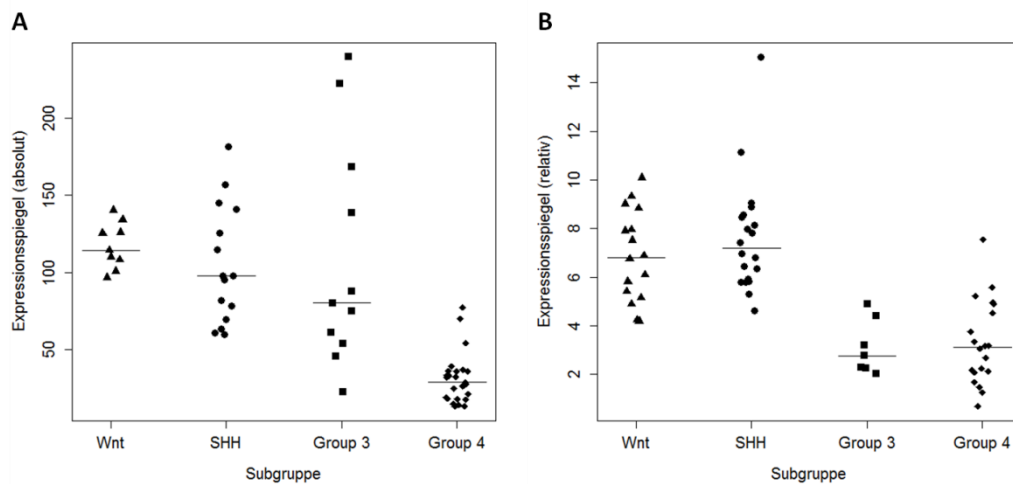 A
Expressionsspiegel (absolut)
200
150
100
50
Wnt SHH Group 3 Group 4
Subgruppe
B
Expressionsspiegel (relativ)
14
12
10
8
6
4
2
Wnt SHH Group 3 Group 4
Subgruppe